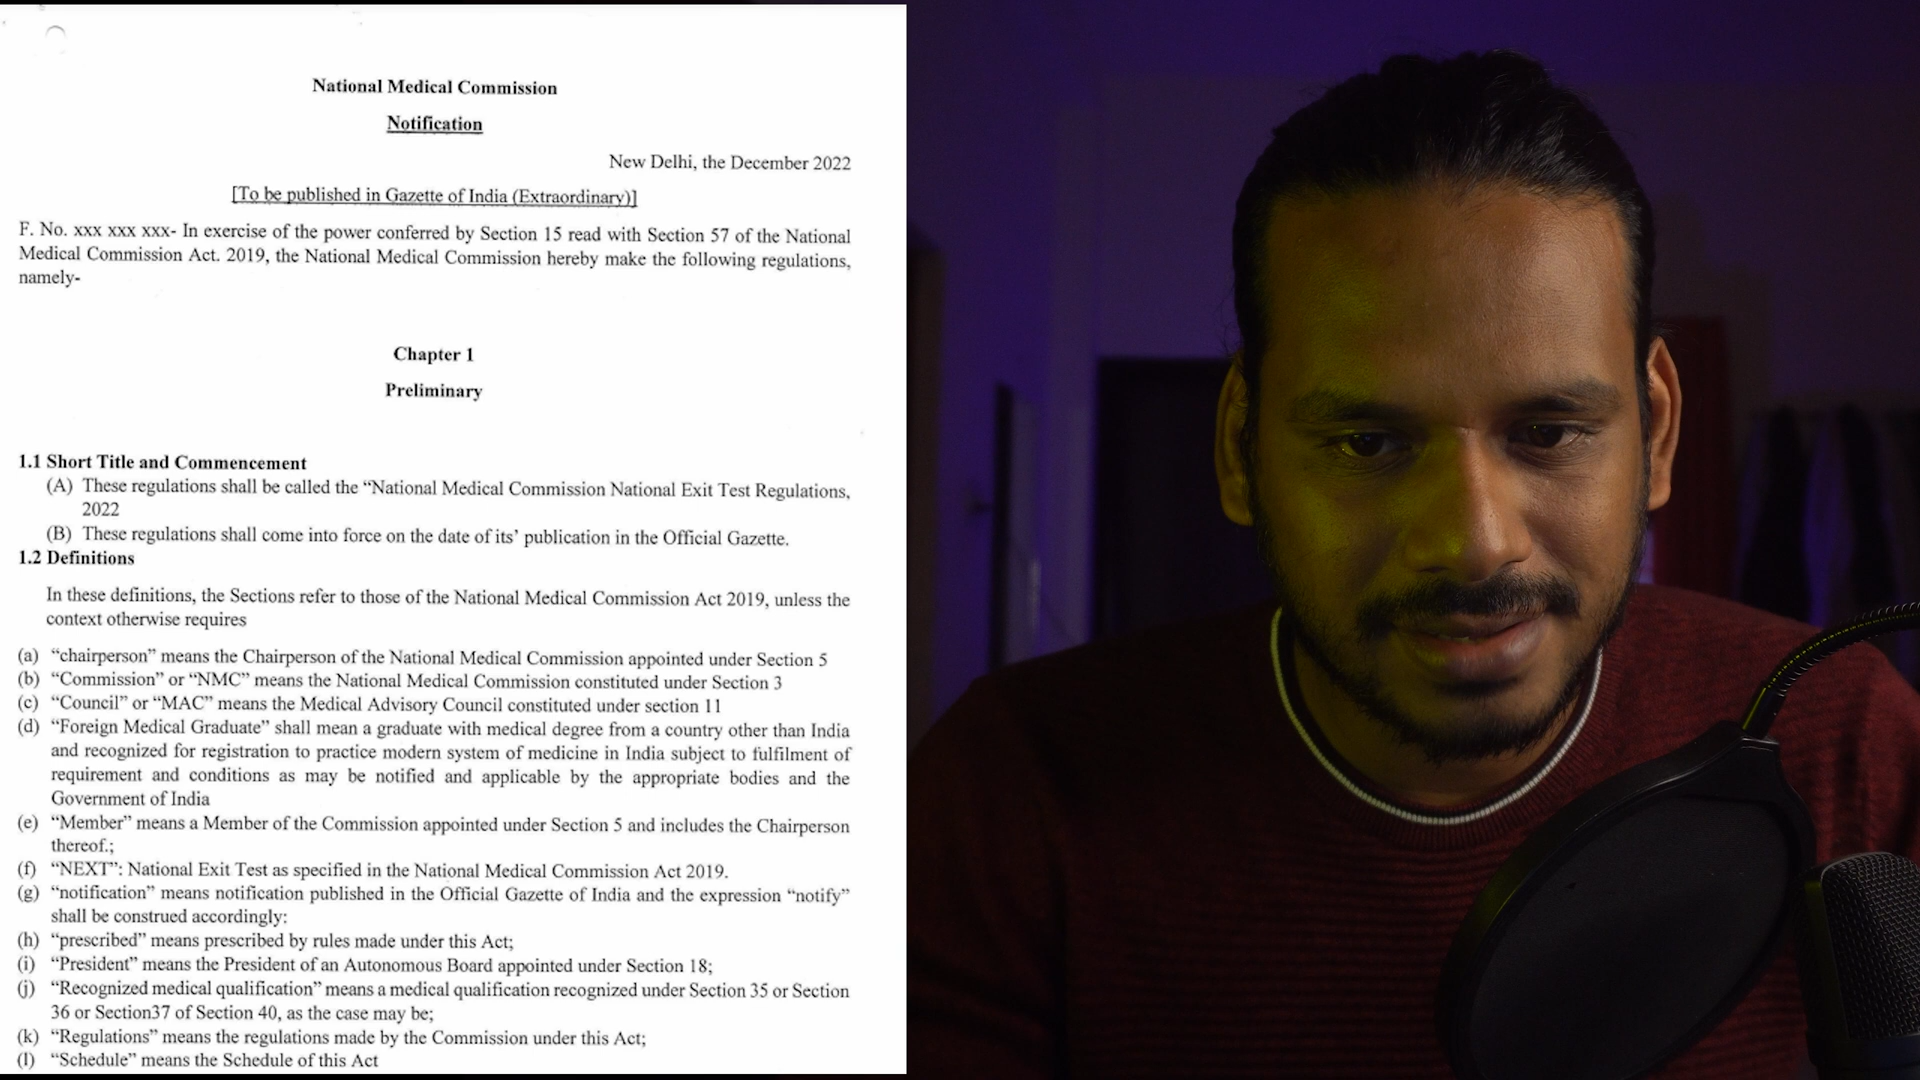 National Medical Commission
Notification
New Delhi, the December 2022
[To be published in Gazette of India (Extraordinary)]
F. No. xxx xxx xxx- In exercise of the power conferred by Section 15 read with Section 57 of the National
Medical Commission Act. 2019, the National Medical Commission hereby make the following regulations,
namely-
Chapter 1
Preliminary
1.1 Short Title and Commencement
(A) These regulations shall be called the “National Medical Commission National Exit Test Regulations,
2022
(B) These regulations shall come into force on the date of its’ publication in the Official Gazette.
1.2 Definitions
In these definitions, the Sections refer to those of the National Medical Commission Act 2019, unless the
context otherwise requires
(a) “chairperson” means the Chairperson of the National Medical Commission appointed under Section 5
(b) “Commission” or “NMC” means the National Medical Commission constituted under Section 3
(c) “Council” or “MAC” means the Medical Advisory Council constituted under section 11
(d) “Foreign Medical Graduate” shall mean a graduate with medical degree from a country other than India
and recognized for registration to practice modern system of medicine in India subject to fulfilment of
requirement and conditions as may be notified and applicable by the appropriate bodies and the
Government of India
(e) “Member” means a Member of the Commission appointed under Section 5 and includes the Chairperson
thereof.;
(f) “NEXT”: National Exit Test as specified in the National Medical Commission Act 2019.
(g) “notification” means notification published in the Official Gazette of India and the expression “notify”
shall be construed accordingly:
(h) “prescribed” means prescribed by rules made under this Act;
(i) “President” means the President of an Autonomous Board appointed under Section 18;
(j) “Recognized medical qualification” means a medical qualification recognized under Section 35 or Section
36 or Section37 of Section 40, as the case may be;
(k) “Regulations” means the regulations made by the Commission under this Act;
(l) “Schedule” means the Schedule of this Act